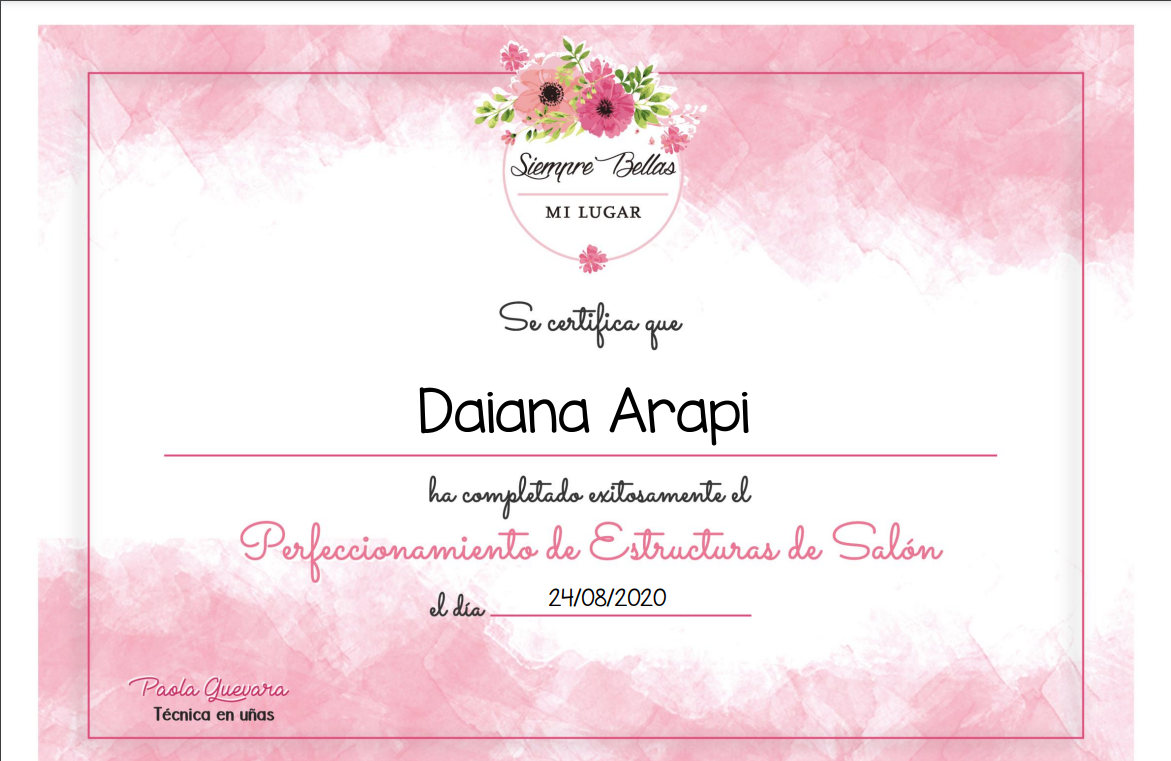 Siempre Bellas
MI LUGAR
Se certifica que
Daiana Arapi
ha completado exitosamente el
Perfeccionamiento de Estructuras de Salón
el día 24/08/2020
Paola Guevara
Técnica en uñas